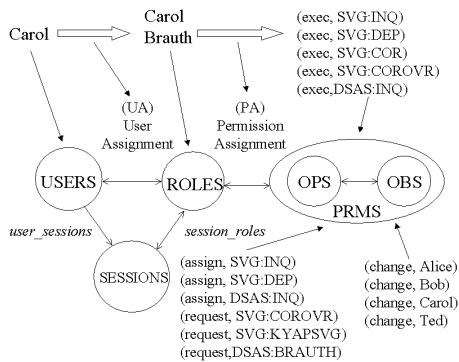 Carol
Carol
Brauth
(exec, SVG:INQ)
(exec, SVG:DEP)
(exec, SVG:COR)
(exec, SVG:COROVR)
(exec,DSAS:INQ)
(UA)
User
Assignment
(PA)
Permission
Assignment
USERS
ROLES
OPS
OBS
PRMS
user_sessions
session_roles
SESSIONS
(assign, SVG:INQ)
(assign, SVG:DEP)
(assign, DSAS:INQ)
(request, SVG:COROVR)
(request, SVG:KYAPSVG)
(request,DSAS:BRAUTH)
(change, Alice)
(change, Bob)
(change, Carol)
(change, Ted)